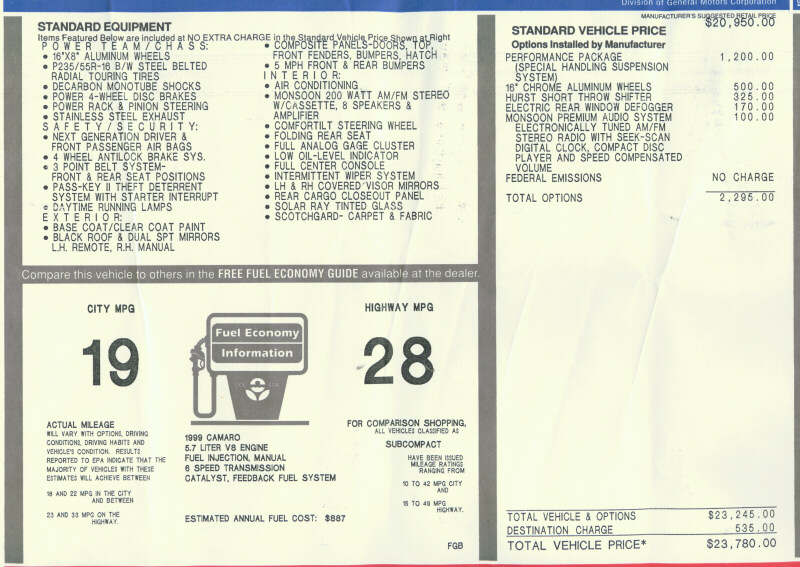 Division of General Motors Corporation
STANDARD EQUIPMENT
Items Featured Below are included at NO EXTRA CHARGE in the Standard Vehicle Price Shown at Right
POWER TEAM/CHASS:
• 16"X8" ALUMINUM WHEELS
• P235/55R-16 B/W STEEL BELTED
RADIAL TOURING TIRES
• DECARBON MONOTUBE SHOCKS
• POWER 4-WHEEL DISC BRAKES
• POWER RACK & PINION STEERING
• STAINLESS STEEL EXHAUST
SAFETY/SECURITY:
• NEXT GENERATION DRIVER &
FRONT PASSENGER AIR BAGS
• 4 WHEEL ANTILOCK BRAKE SYS.
• 3 POINT BELT SYSTEM-
FRONT & REAR SEAT POSITIONS
• PASS-KEY II THEFT DETERRENT
SYSTEM WITH STARTER INTERRUPT
• DAYTIME RUNNING LAMPS
EXTERIOR:
• BASE COAT/CLEAR COAT PAINT
• BLACK ROOF & DUAL SPT MIRRORS
L.H. REMOTE, R.H. MANUAL
• COMPOSITE PANELS-DOORS, TOP,
FRONT FENDERS, BUMPERS, HATCH
• 5 MPH FRONT & REAR BUMPERS
INTERIOR:
• AIR CONDITIONING
• MONSOON 200 WATT AM/FM STEREO
W/CASSETTE, 8 SPEAKERS &
AMPLIFIER
• COMFORTILT STEERING WHEEL
• FOLDING REAR SEAT
• FULL ANALOG GAGE CLUSTER
• LOW OIL-LEVEL INDICATOR
• FULL CENTER CONSOLE
• INTERMITTENT WIPER SYSTEM
• LH & RH COVERED VISOR MIRRORS
• REAR CARGO CLOSEOUT PANEL
• SOLAR RAY TINTED GLASS
• SCOTCHGARD- CARPET & FABRIC
MANUFACTURER'S SUGGESTED RETAIL PRICE
STANDARD VEHICLE PRICE $20,950.00
Options Installed by Manufacturer
PERFORMANCE PACKAGE 1,200.00
(SPECIAL HANDLING SUSPENSION
SYSTEM)
16" CHROME ALUMINUM WHEELS 500.00
HURST SHORT THROW SHIFTER 325.00
ELECTRIC REAR WINDOW DEFOGGER 170.00
MONSOON PREMIUM AUDIO SYSTEM 100.00
ELECTRONICALLY TUNED AM/FM
STEREO RADIO WITH SEEK-SCAN
DIGITAL CLOCK, COMPACT DISC
PLAYER AND SPEED COMPENSATED
VOLUME
FEDERAL EMISSIONS NO CHARGE
TOTAL OPTIONS 2,295.00
TOTAL VEHICLE & OPTIONS $23,245.00
DESTINATION CHARGE 535.00
TOTAL VEHICLE PRICE* $23,780.00
Compare this vehicle to others in the FREE FUEL ECONOMY GUIDE available at the dealer.
CITY MPG
19
Fuel Economy
Information
HIGHWAY MPG
28
ACTUAL MILEAGE
WILL VARY WITH OPTIONS, DRIVING
CONDITIONS, DRIVING HABITS AND
VEHICLE'S CONDITION. RESULTS
REPORTED TO EPA INDICATE THAT THE
MAJORITY OF VEHICLES WITH THESE
ESTIMATES WILL ACHIEVE BETWEEN
16 AND 22 MPG IN THE CITY
AND BETWEEN
23 AND 33 MPG ON THE
HIGHWAY.
1999 CAMARO
5.7 LITER V8 ENGINE
FUEL INJECTION, MANUAL
6 SPEED TRANSMISSION
CATALYST, FEEDBACK FUEL SYSTEM
ESTIMATED ANNUAL FUEL COST: $887
FOR COMPARISON SHOPPING,
ALL VEHICLES CLASSIFIED AS
SUBCOMPACT
HAVE BEEN ISSUED
MILEAGE RATINGS
RANGING FROM
10 TO 42 MPG CITY
AND
15 TO 49 MPG
HIGHWAY.
FGB